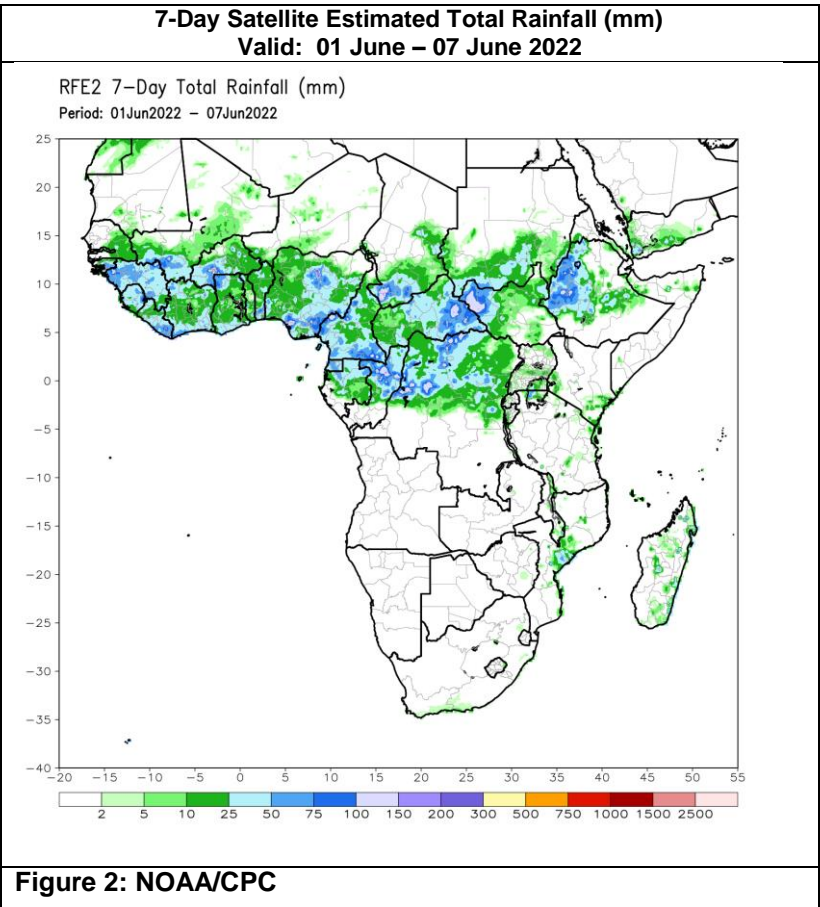 7-Day Satellite Estimated Total Rainfall (mm)
Valid:  01 June – 07 June 2022
RFE2 7-Day Total Rainfall (mm)
Period: 01Jun2022 - 07Jun2022
25
20
15
10
5
0
-5
-10
-15
-20
-25
-30
-35
-40
-20 -15 -10 -5 0 5 10 15 20 25 30 35 40 45 50 55
2 5 10 25 50 75 100 150 200 300 500 750 1000 1500 2500
Figure 2: NOAA/CPC